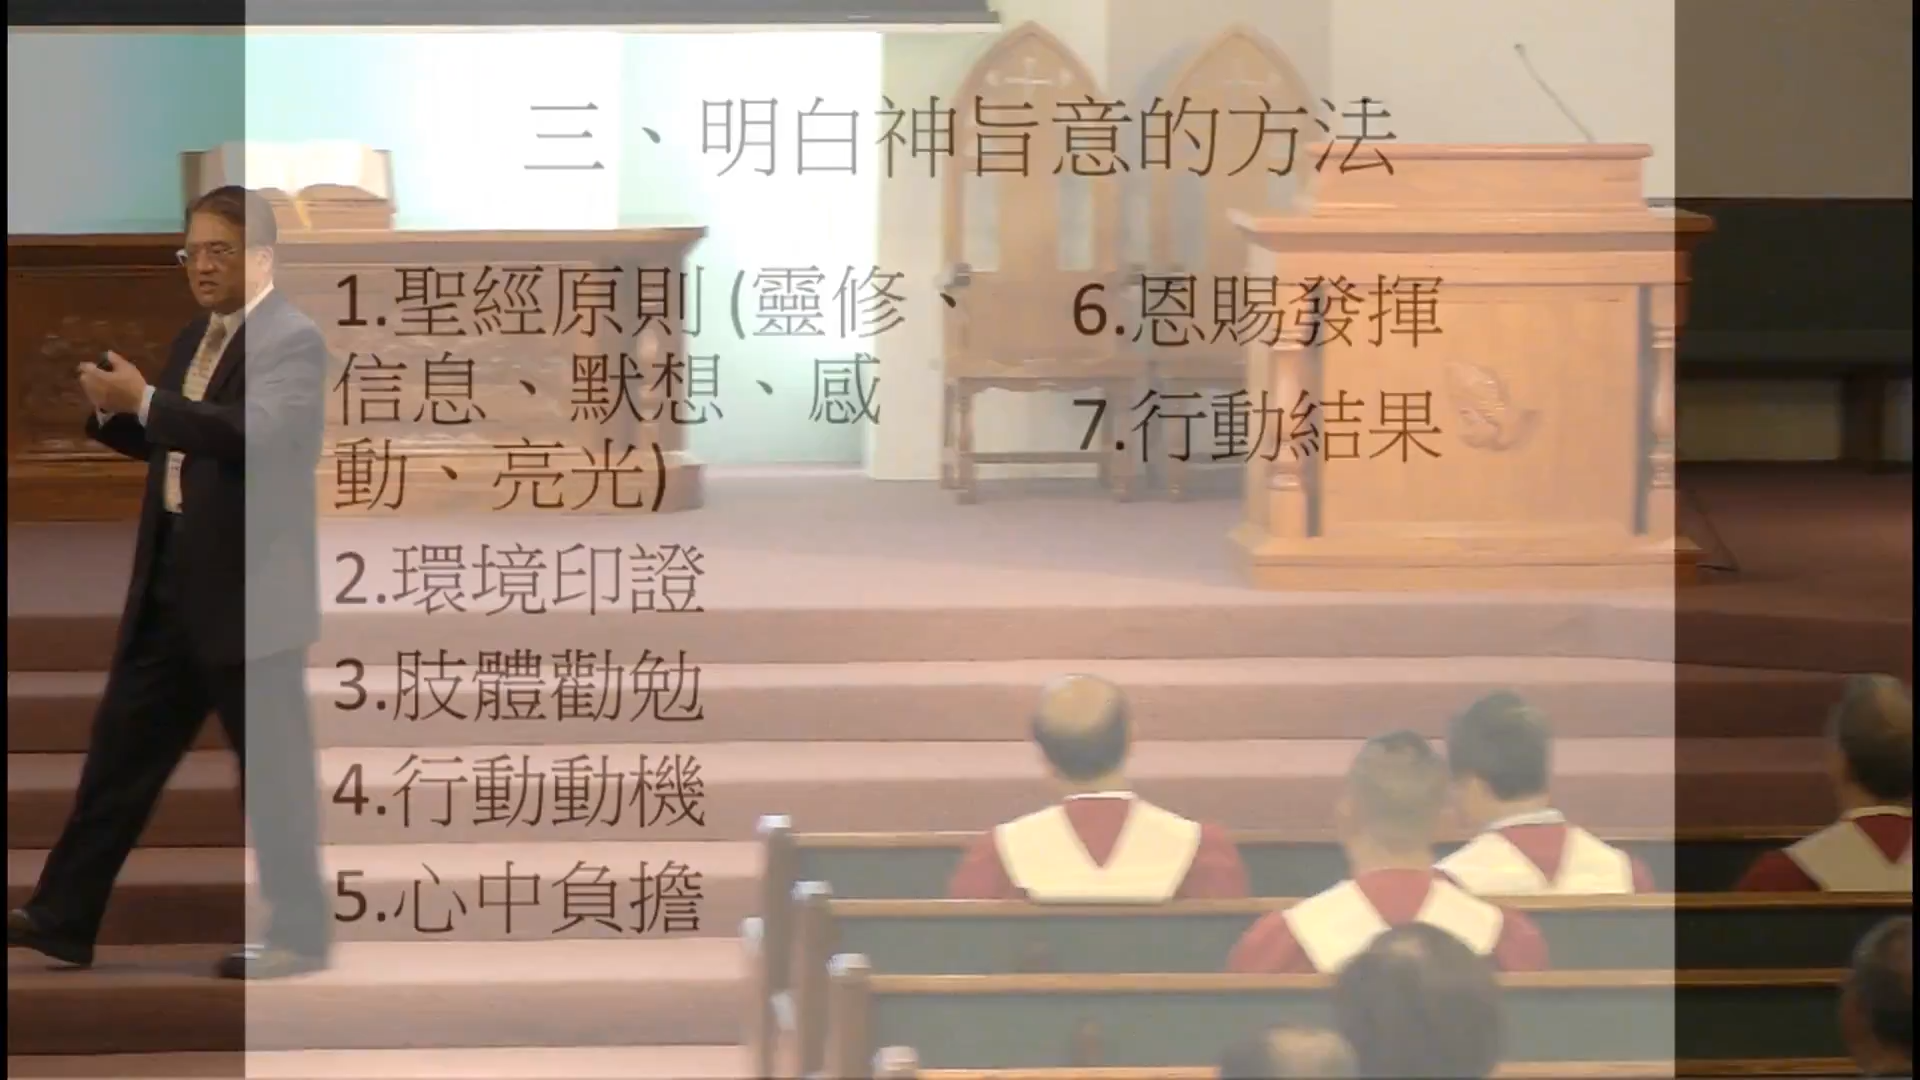 三、明白神旨意的方法
1.聖經原則 (靈修、
信息、默想、感
動、亮光)
2.環境印證
3.肢體勸勉
4.行動動機
5.心中負擔
6.恩賜發揮
7.行動結果